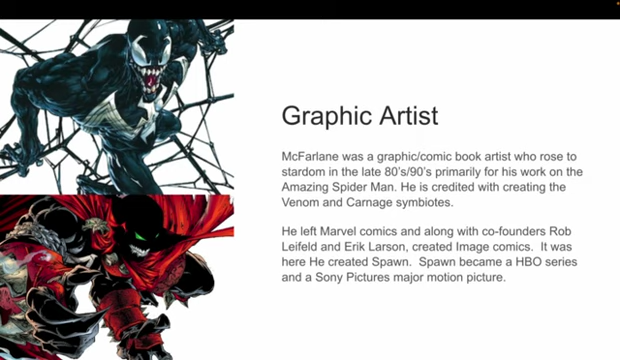 Graphic Artist
McFarlane was a graphic/comic book artist who rose to
stardom in the late 80's/90's primarily for his work on the
Amazing Spider Man. He is credited with creating the
Venom and Carnage symbiotes.
He left Marvel comics and along with co-founders Rob
Leifeld and Erik Larson, created Image comics. It was
here He created Spawn. Spawn became a HBO series
and a Sony Pictures major motion picture.